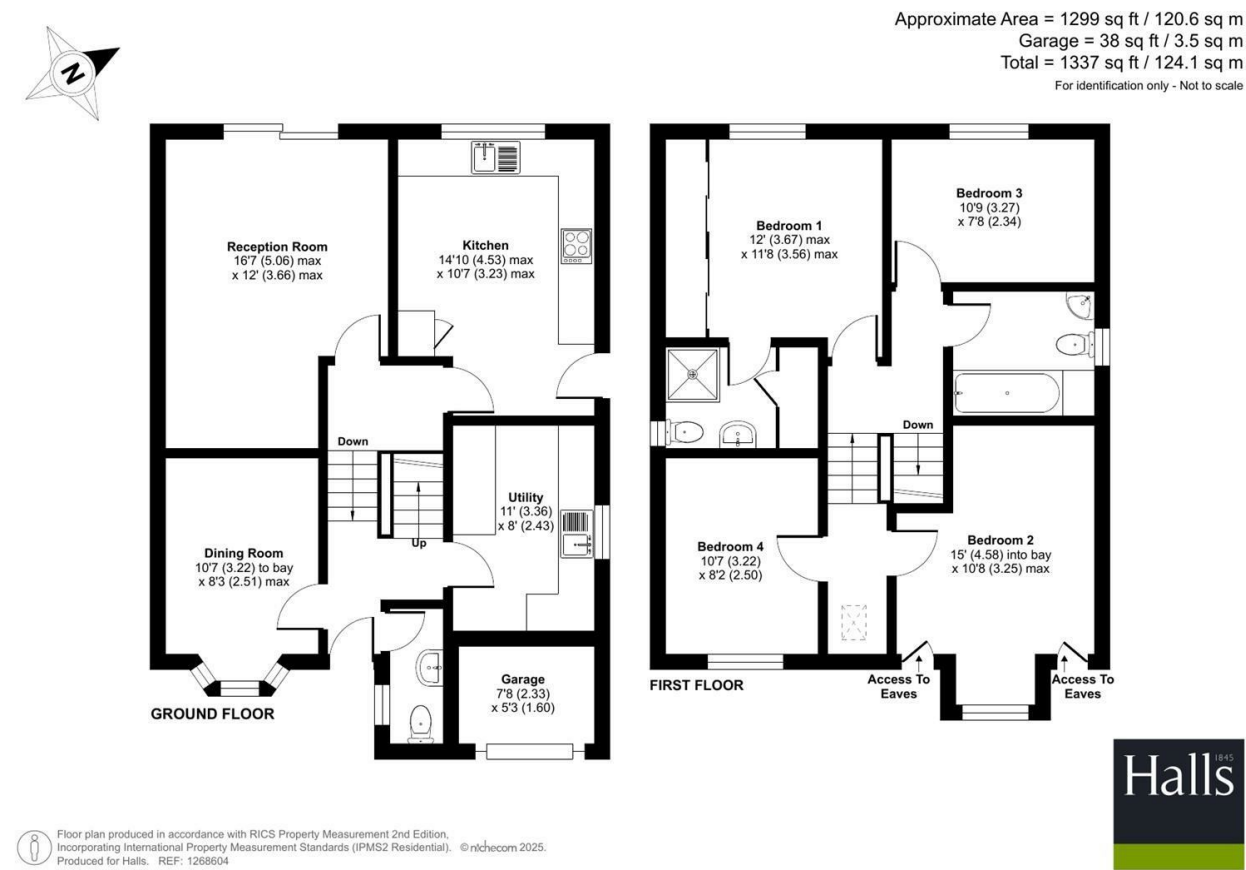 Approximate Area = 1299 sq ft / 120.6 sq m
Garage = 38 sq ft / 3.5 sq m
Total = 1337 sq ft / 124.1 sq m
For identification only - Not to scale
N
Reception Room
16'7 (5.06) max
x 12' (3.66) max
Kitchen
14'10 (4.53) max
x 10'7 (3.23) max
Down
Up
Utility
11' (3.36)
x 8' (2.43)
Dining Room
10'7 (3.22) to bay
x 8'3 (2.51) max
Garage
7'8 (2.33)
x 5'3 (1.60)
GROUND FLOOR
Bedroom 1
12' (3.67) max
x 11'8 (3.56) max
Bedroom 3
10'9 (3.27)
x 7'8 (2.34)
Down
Bedroom 4
10'7 (3.22)
x 8'2 (2.50)
Bedroom 2
15' (4.58) into bay
x 10'8 (3.25) max
Access To
Eaves
Access To
Eaves
FIRST FLOOR
Halls
1845
Floor plan produced in accordance with RICS Property Measurement 2nd Edition,
Incorporating International Property Measurement Standards (IPMS2 Residential). © nichecom 2025.
Produced for Halls. REF: 1268604